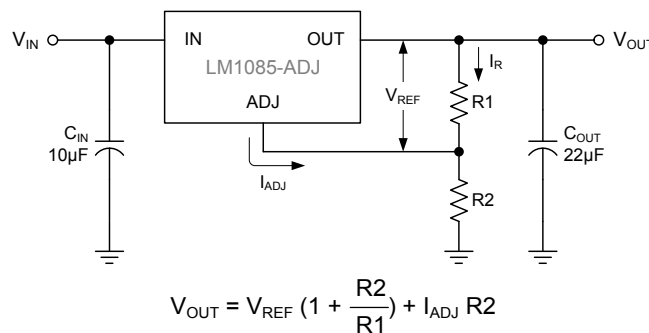 V_IN
IN
OUT
LM1085-ADJ
ADJ
V_REF
I_R
R1
V_OUT
C_IN
10µF
C_OUT
22µF
I_ADJ
R2
V_OUT = V_REF (1 + R2/R1) + I_ADJ R2